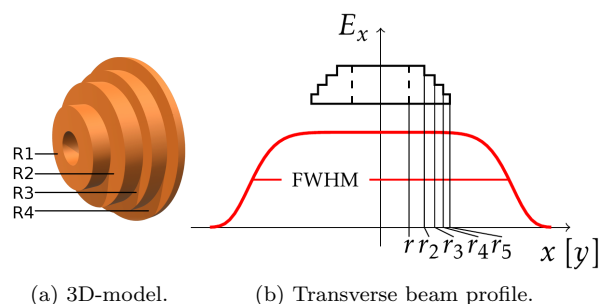 E_x
R1
R2
R3
R4
FWHM
r r_2 r_3 r_4 r_5
x [y]
(a) 3D-model.
(b) Transverse beam profile.